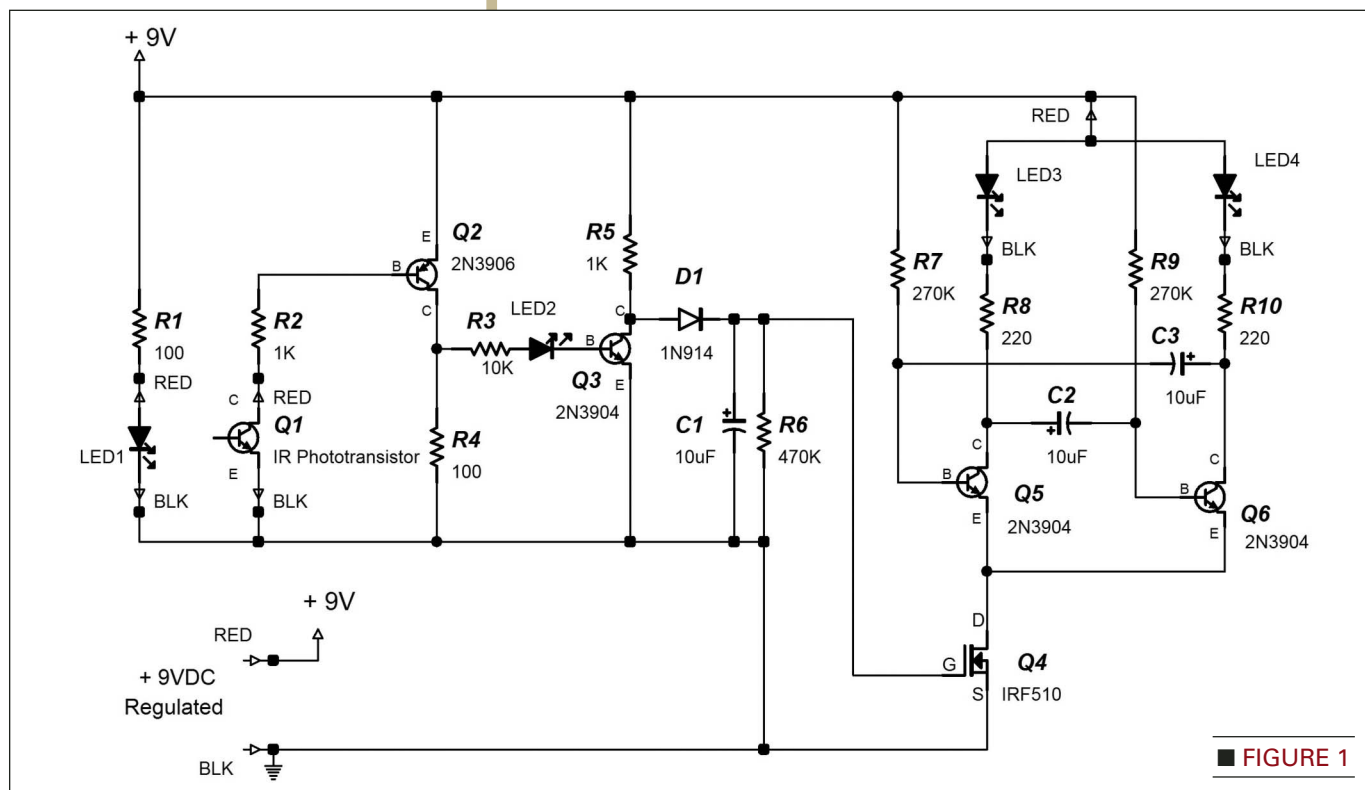 + 9V
RED
LED3
LED4
E
Q2
2N3906
B
C
R5
1K
BLK
BLK
R7
270K
R9
270K
R8
220
R10
220
R1
100
RED
R2
1K
RED
R3
10K
LED2
B
C
E
Q3
2N3904
D1
1N914
C3
+
10uF
LED1
BLK
C
Q1
IR Phototransistor
E
BLK
R4
100
+
C1
10uF
R6
470K
C2
+
10uF
C
B
Q5
E
2N3904
C
B
Q6
E
2N3904
+ 9V
RED
+ 9VDC
Regulated
BLK
D
G
Q4
S
IRF510
■ FIGURE 1